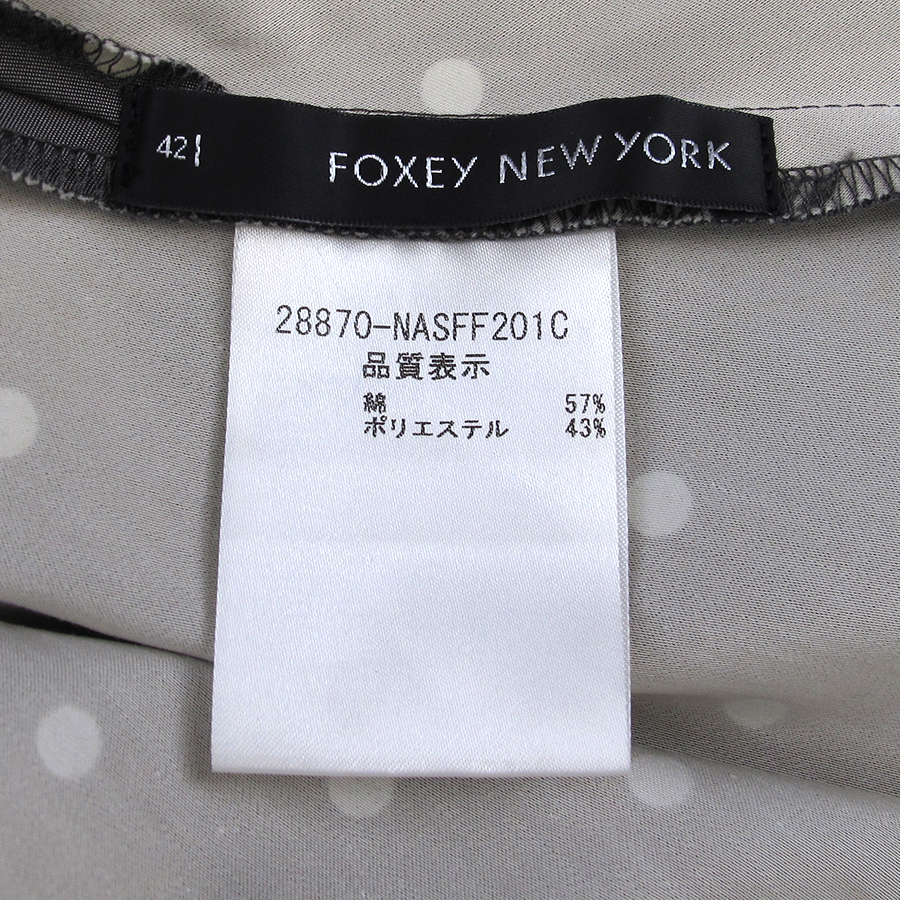 42 FOXEY NEW YORK
28870-NASFF201C
品質表示
綿 57%
ポリエステル 43%